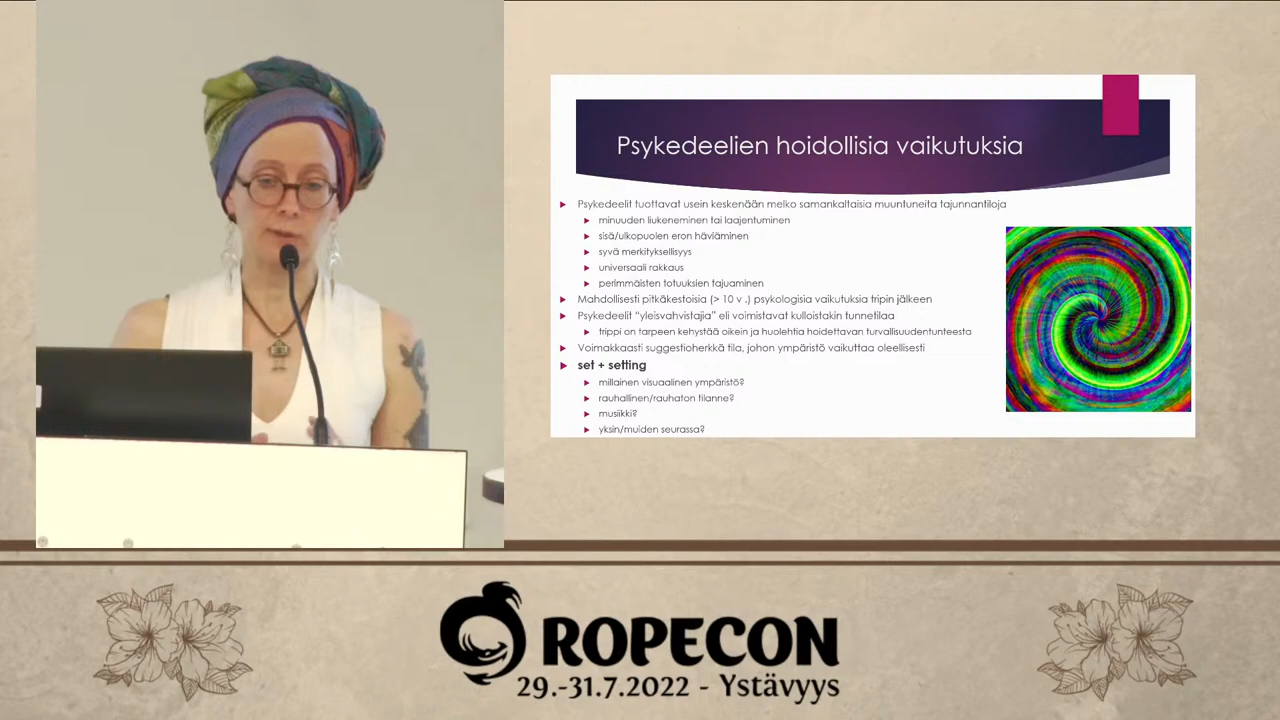 Psykedeelien hoidollisia vaikutuksia
Psykedeelit tuottavat usein keskenään melko samankaltaisia muuntuneita tajunnantiloja
minuuden liukeneminen tai laajentuminen
sisä/ulkopuolen eron häviäminen
syvä merkityksellisyys
universaali rakkaus
perimmäisten totuuksien tajuaminen
Mahdollisesti pitkäkestoisia (> 10 v .) psykologisia vaikutuksia tripin jälkeen
Psykedeelit "yleisvahvistajia" eli voimistavat kulloistakin tunnetilaa
trippi on tarpeen kehystää oikein ja huolehtia hoidettavan turvallisuudentunteesta
Voimakkaasti suggestioherkkä tila, johon ympäristö vaikuttaa oleellisesti
set + setting
millainen visuaalinen ympäristö?
rauhallinen/rauhaton tilanne?
musiikki?
yksin/muiden seurassa?
ROPECON
29.-31.7.2022 - Ystävyys